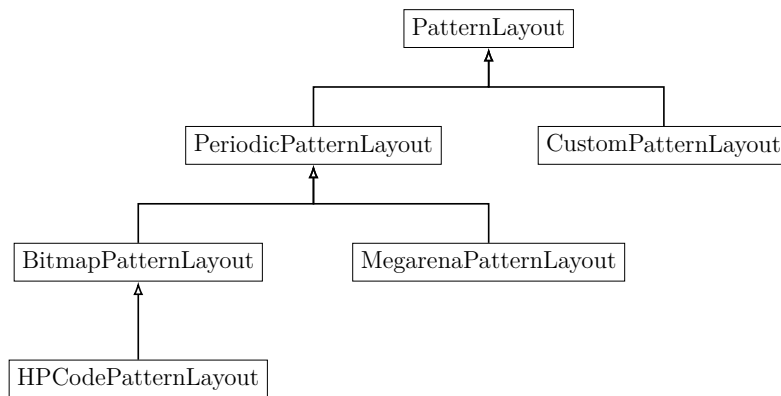 PatternLayout
PeriodicPatternLayout
CustomPatternLayout
BitmapPatternLayout
MegarenaPatternLayout
HPCodePatternLayout